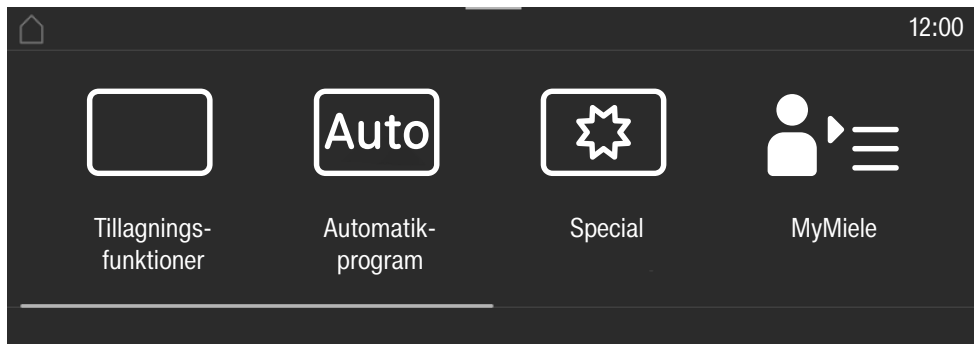 12:00
Auto
Tillagnings-
funktioner
Automatik-
program
Special
MyMiele